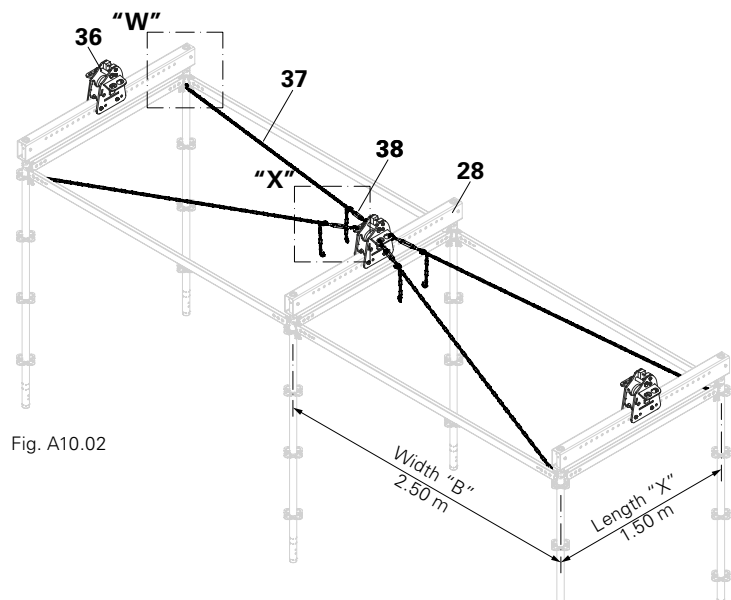 “W”
36
37
38
“X”
28
Fig. A10.02
Width “B”
2.50 m
Length “X”
1.50 m